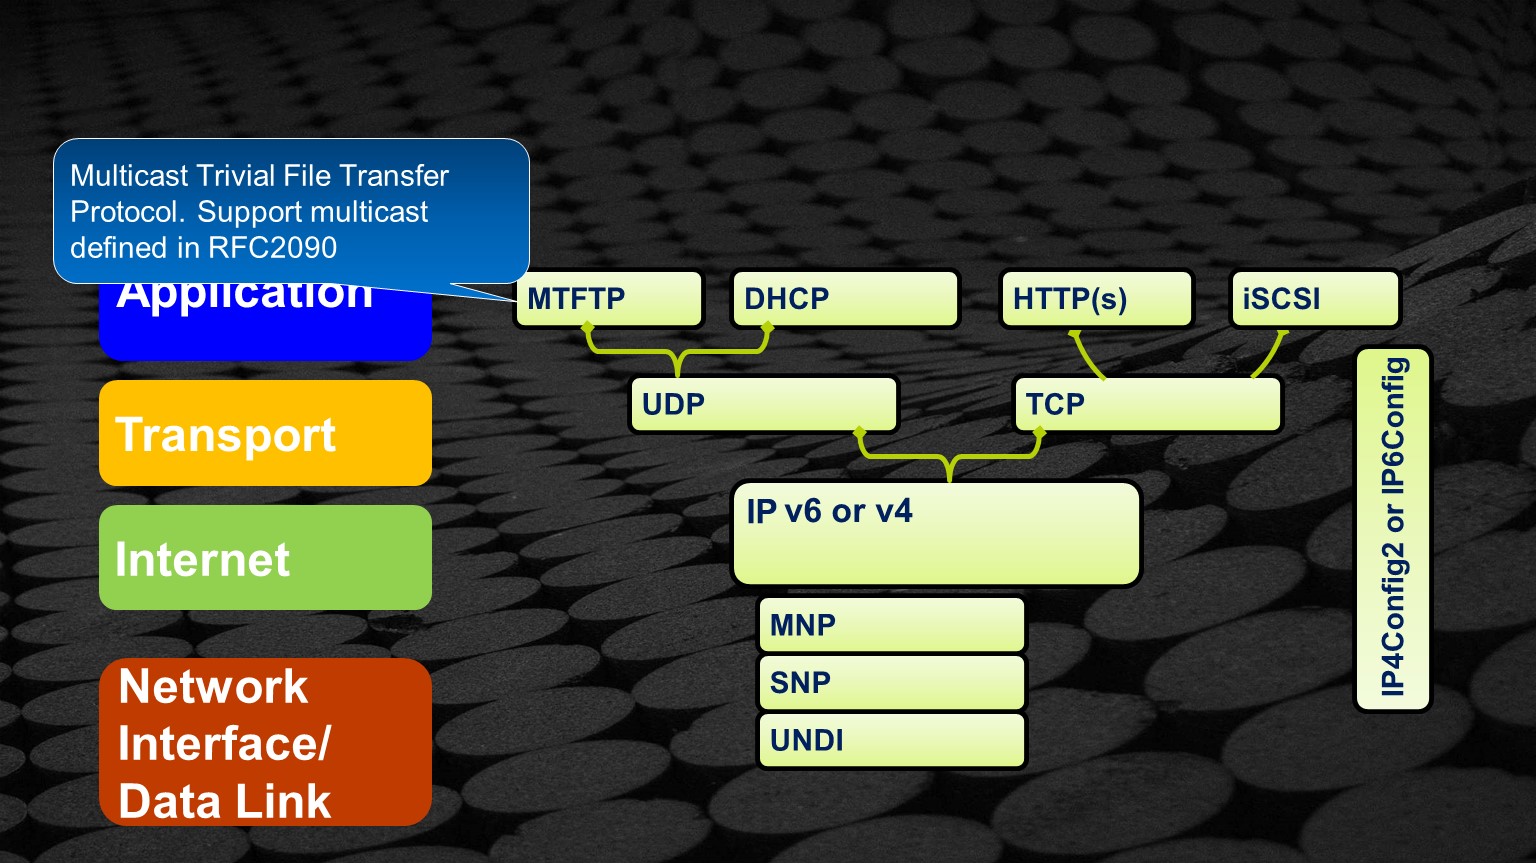 Multicast Trivial File Transfer
Protocol. Support multicast
defined in RFC2090
Application
MTFTP
DHCP
HTTP(s)
iSCSI
Transport
UDP
TCP
Internet
IP v6 or v4
IP4Config2 or IP6Config
MNP
SNP
UNDI
Network
Interface/
Data Link